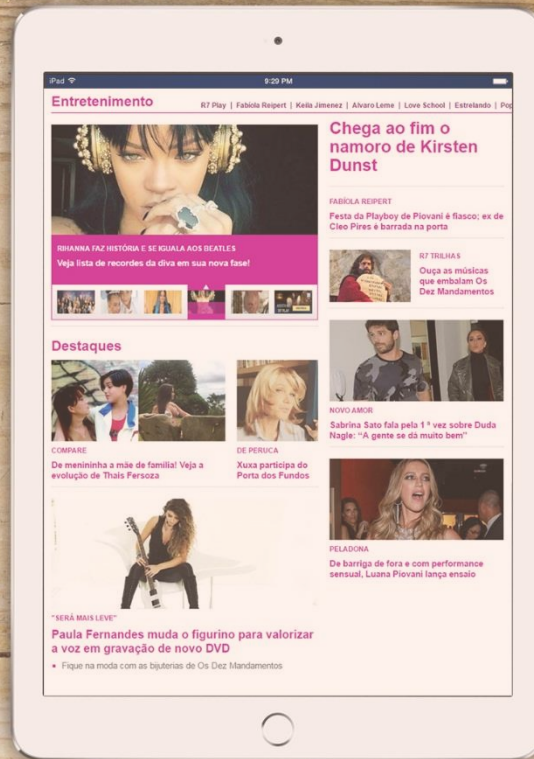 iPad
9:29 PM
Entretenimento
R7 Play | Fabíola Reipert | Keila Jimenez | Alvaro Leme | Love School | Estrelando | Pop
RIHANNA FAZ HISTÓRIA E SE IGUALA AOS BEATLES
Veja lista de recordes da diva em sua nova fase!
Chega ao fim o
namoro de Kirsten
Dunst
FABÍOLA REIPERT
Festa da Playboy de Piovani é fiasco; ex de
Cleo Pires é barrada na porta
R7 TRILHAS
Ouça as músicas
que embalam Os
Dez Mandamentos
Destaques
COMPARE
De menininha a mãe de família! Veja a
evolução de Thais Fersoza
DE PERUCA
Xuxa participa do
Porta dos Fundos
NOVO AMOR
Sabrina Sato fala pela 1 ª vez sobre Duda
Nagle: “A gente se dá muito bem”
PELADONA
De barriga de fora e com performance
sensual, Luana Piovani lança ensaio
"SERÁ MAIS LEVE"
Paula Fernandes muda o figurino para valorizar
a voz em gravação de novo DVD
• Fique na moda com as bijuterias de Os Dez Mandamentos